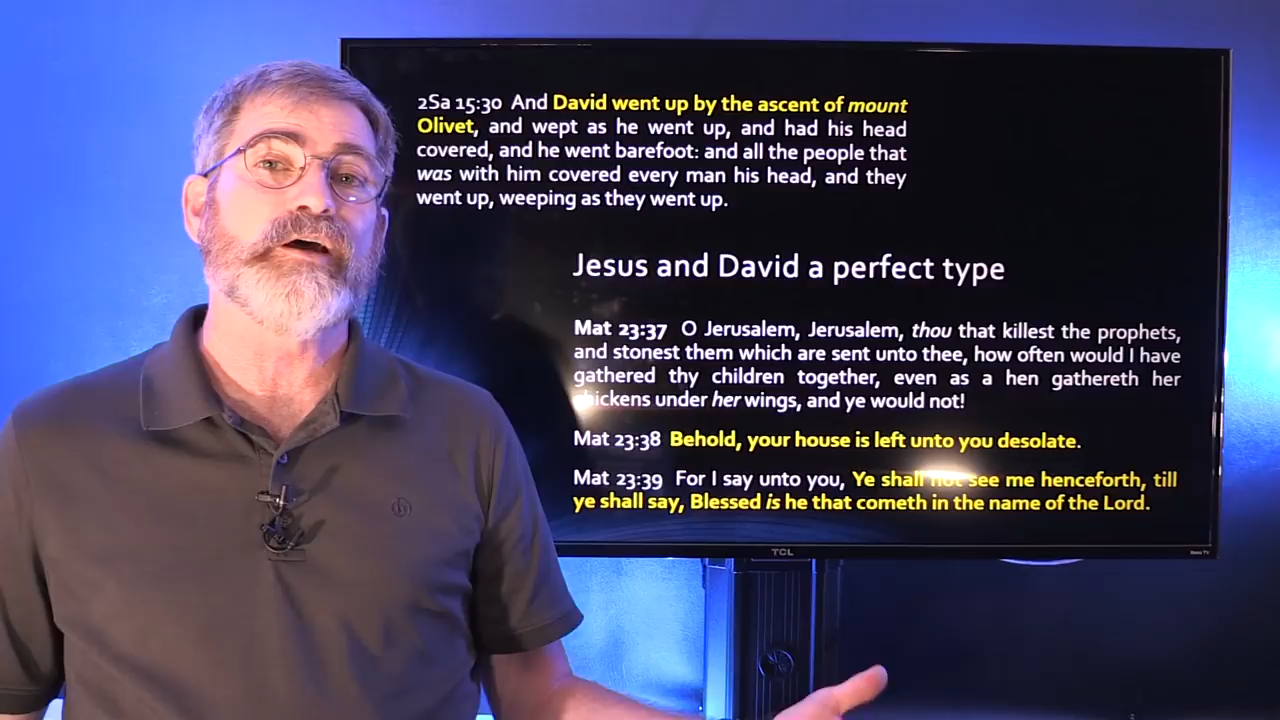 2Sa 15:30 And David went up by the ascent of mount
Olivet, and wept as he went up, and had his head
covered, and he went barefoot: and all the people that
was with him covered every man his head, and they
went up, weeping as they went up.
Jesus and David a perfect type
Mat 23:37 O Jerusalem, Jerusalem, thou that killest the prophets,
and stonest them which are sent unto thee, how often would I have
gathered thy children together, even as a hen gathereth her
chickens under her wings, and ye would not!
Mat 23:38 Behold, your house is left unto you desolate.
Mat 23:39 For I say unto you, Ye shall not see me henceforth, till
ye shall say, Blessed is he that cometh in the name of the Lord.
TCL
Roku TV